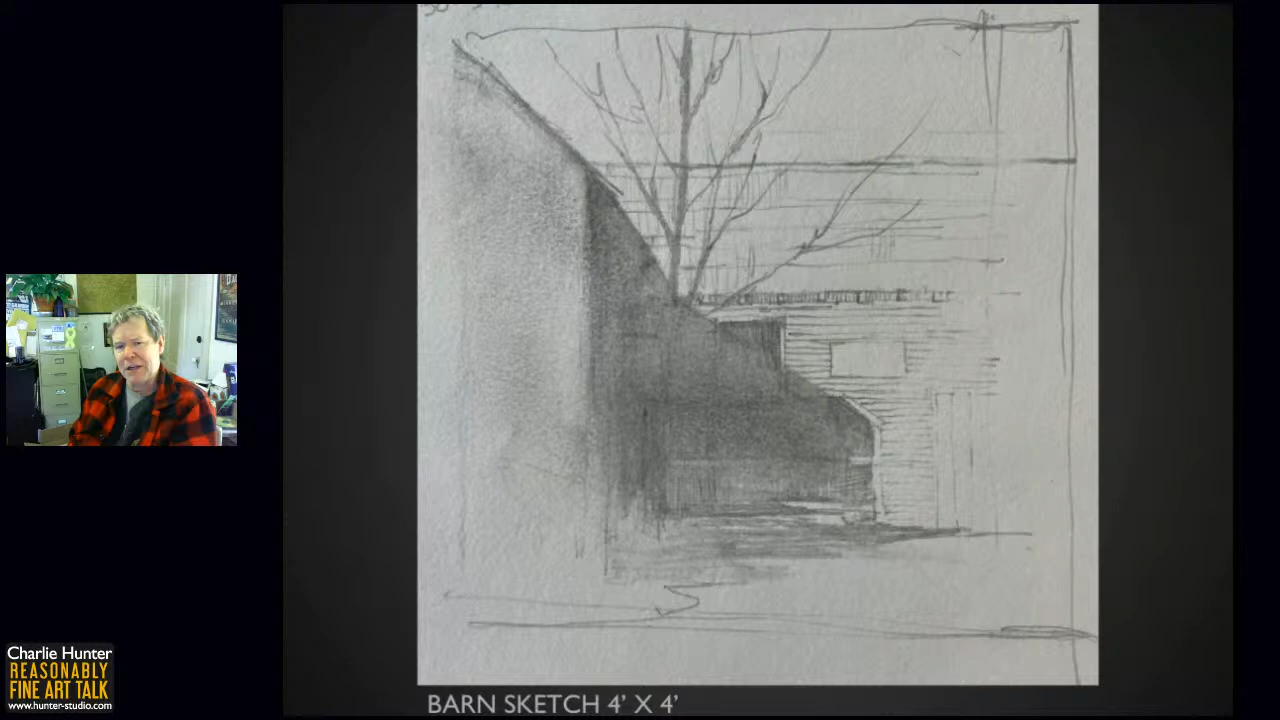 BARN SKETCH 4' X 4'
Charlie Hunter
REASONABLY
FINE ART TALK
www.hunter-studio.com